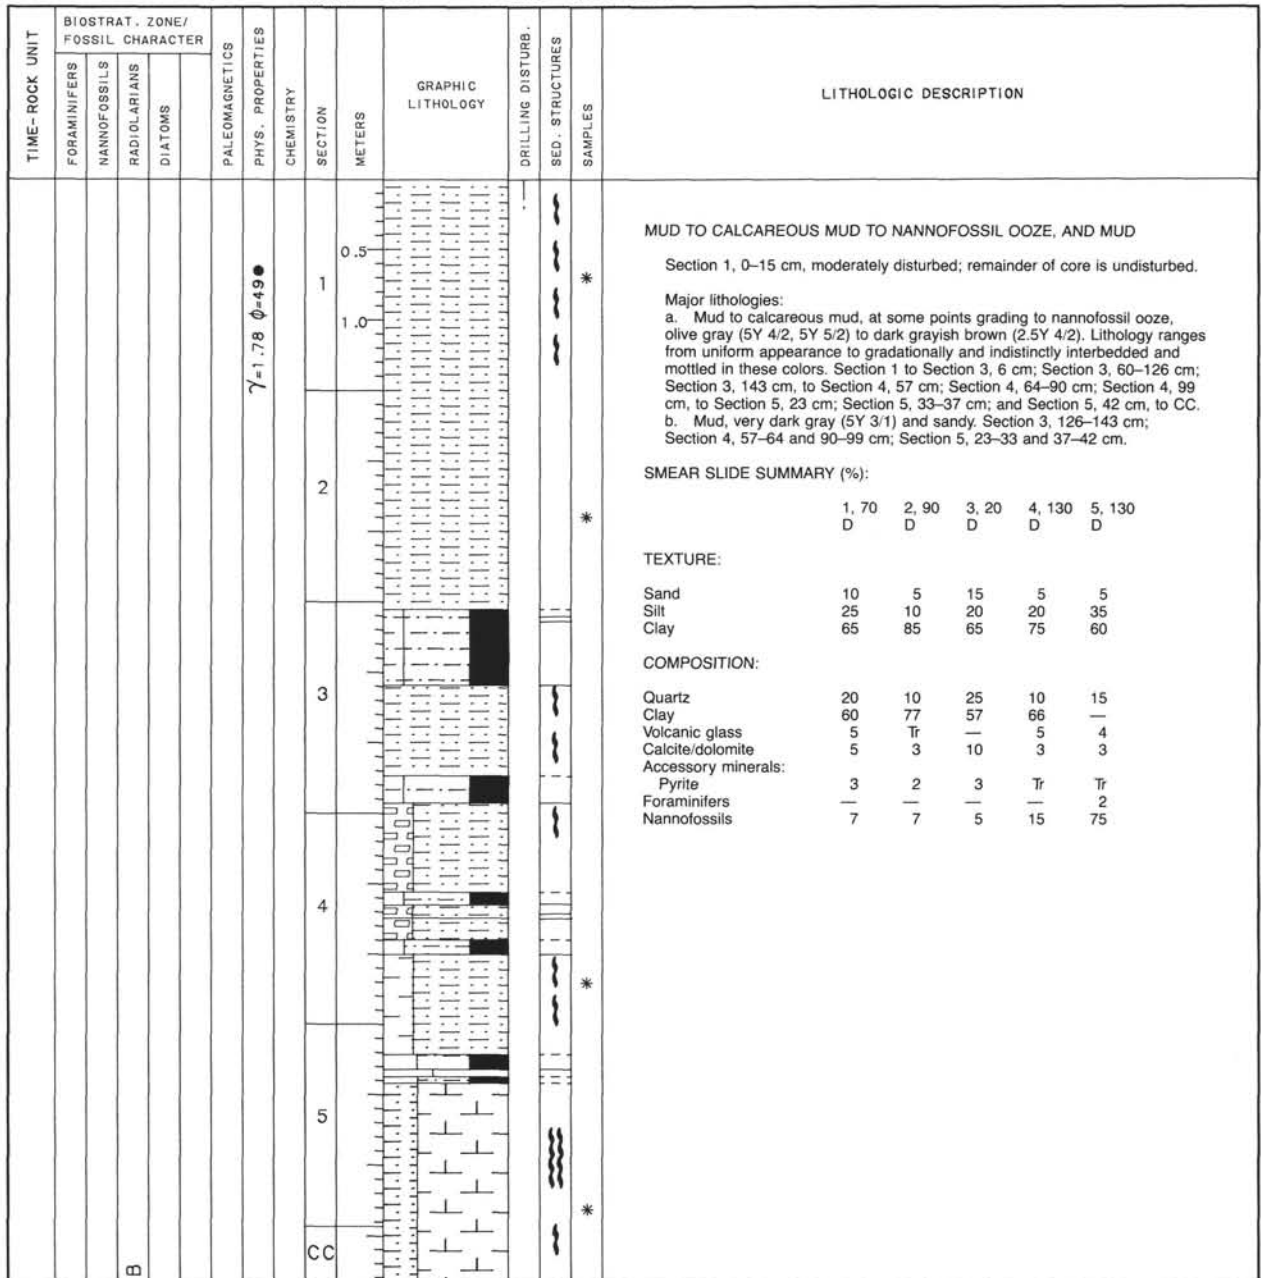 TIME-ROCK UNIT
BIOSTRAT. ZONE/
FOSSIL CHARACTER
FORAMINIFERS
NANNOFOSSILS
RADIOLARIANS
DIATOMS
PALEOMAGNETICS
PHYS. PROPERTIES
CHEMISTRY
SECTION
METERS
GRAPHIC
LITHOLOGY
DRILLING DISTURB.
SED. STRUCTURES
SAMPLES
LITHOLOGIC DESCRIPTION
B
γ=1.78 φ=49●
1
2
3
4
5
CC
0.5
1.0
*
*
*
*
MUD TO CALCAREOUS MUD TO NANNOFOSSIL OOZE, AND MUD
Section 1, 0–15 cm, moderately disturbed; remainder of core is undisturbed.
Major lithologies:
a. Mud to calcareous mud, at some points grading to nannofossil ooze,
olive gray (5Y 4/2, 5Y 5/2) to dark grayish brown (2.5Y 4/2). Lithology ranges
from uniform appearance to gradationally and indistinctly interbedded and
mottled in these colors. Section 1 to Section 3, 6 cm; Section 3, 60–126 cm;
Section 3, 143 cm, to Section 4, 57 cm; Section 4, 64–90 cm; Section 4, 99
cm, to Section 5, 23 cm; Section 5, 33–37 cm; and Section 5, 42 cm, to CC.
b. Mud, very dark gray (5Y 3/1) and sandy. Section 3, 126–143 cm;
Section 4, 57–64 and 90–99 cm; Section 5, 23–33 and 37–42 cm.
SMEAR SLIDE SUMMARY (%):
1, 70 2, 90 3, 20 4, 130 5, 130
D D D D D
TEXTURE:
Sand 10 5 15 5 5
Silt 25 10 20 20 35
Clay 65 85 65 75 60
COMPOSITION:
Quartz 20 10 25 10 15
Clay 60 77 57 66 —
Volcanic glass 5 Tr — 5 4
Calcite/dolomite 5 3 10 3 3
Accessory minerals:
Pyrite 3 2 3 Tr Tr
Foraminifers — — — — 2
Nannofossils 7 7 5 15 75